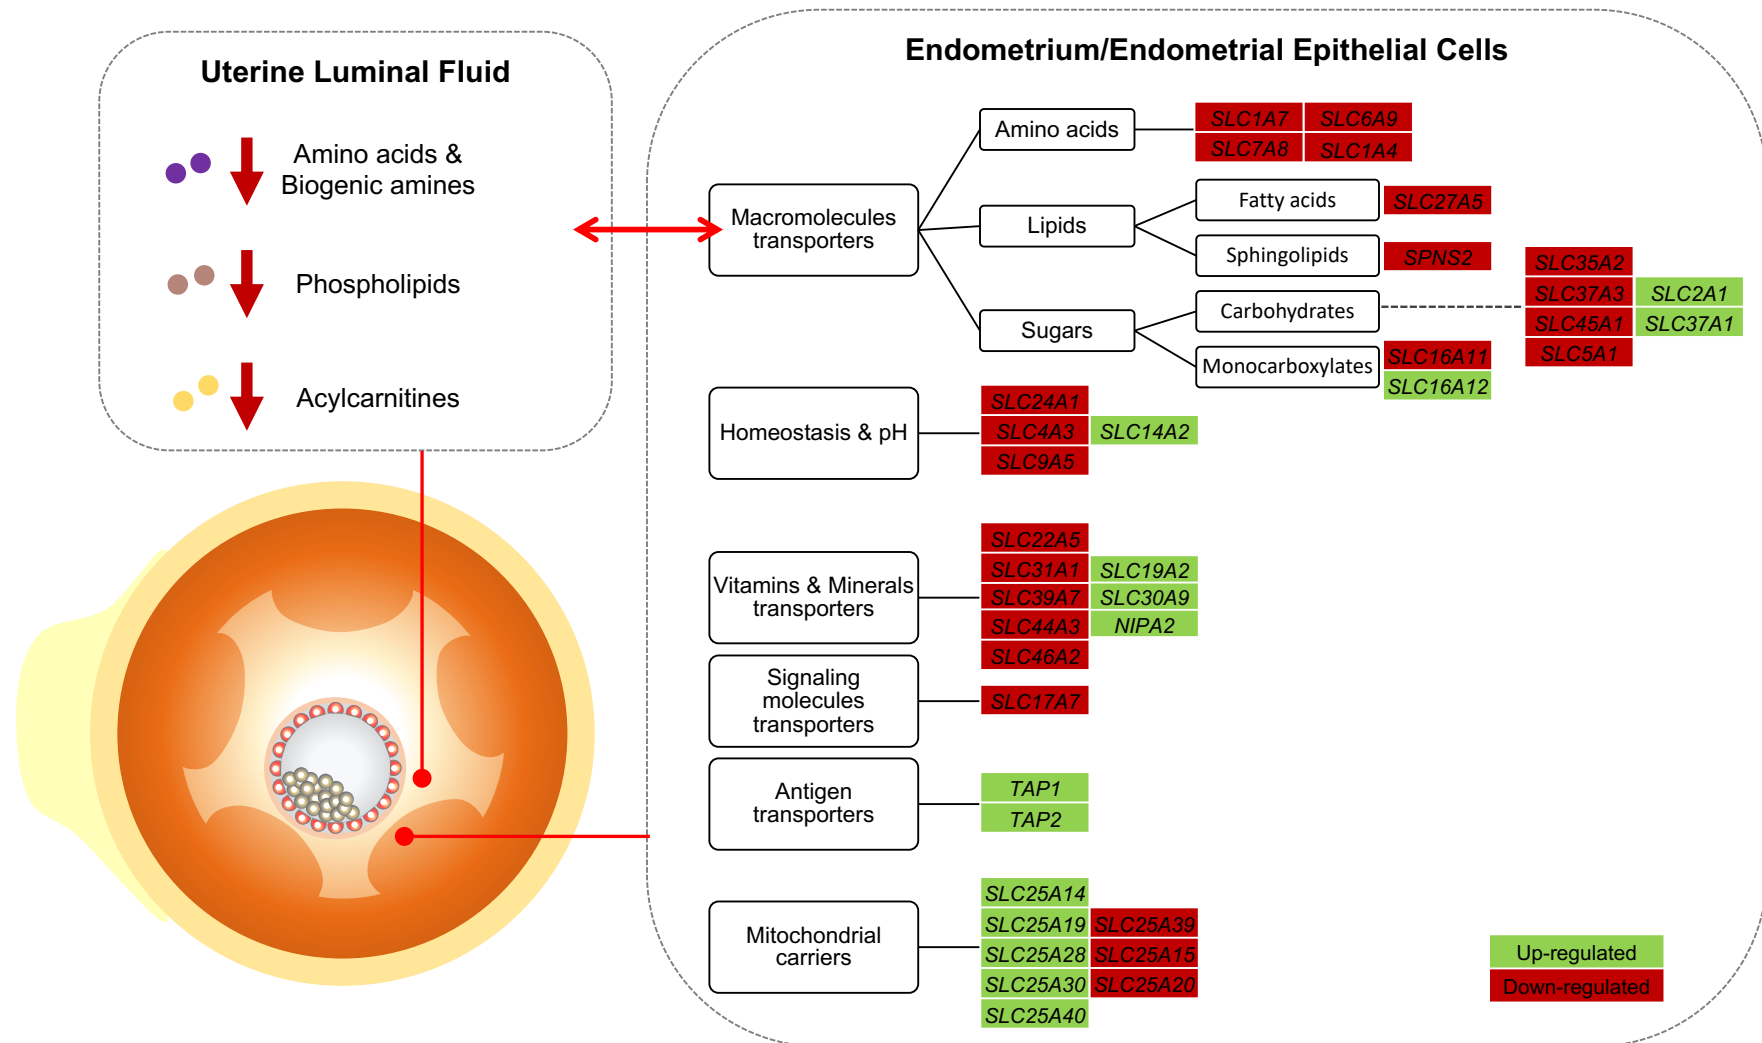 Uterine Luminal Fluid
Amino acids &
Biogenic amines
Phospholipids
Acylcarnitines
Endometrium/Endometrial Epithelial Cells
Macromolecules
transporters
Amino acids
SLC1A7 SLC6A9
SLC7A8 SLC1A4
Lipids
Fatty acids
SLC27A5
Sphingolipids
SPNS2
Sugars
Carbohydrates
SLC35A2
SLC37A3 SLC2A1
SLC45A1 SLC37A1
SLC5A1
Monocarboxylates
SLC16A11
SLC16A12
Homeostasis & pH
SLC24A1
SLC4A3 SLC14A2
SLC9A5
Vitamins & Minerals
transporters
SLC22A5
SLC31A1 SLC19A2
SLC39A7 SLC30A9
SLC44A3 NIPA2
SLC46A2
Signaling
molecules
transporters
SLC17A7
Antigen
transporters
TAP1
TAP2
Mitochondrial
carriers
SLC25A14
SLC25A19 SLC25A39
SLC25A28 SLC25A15
SLC25A30 SLC25A20
SLC25A40
Up-regulated
Down-regulated